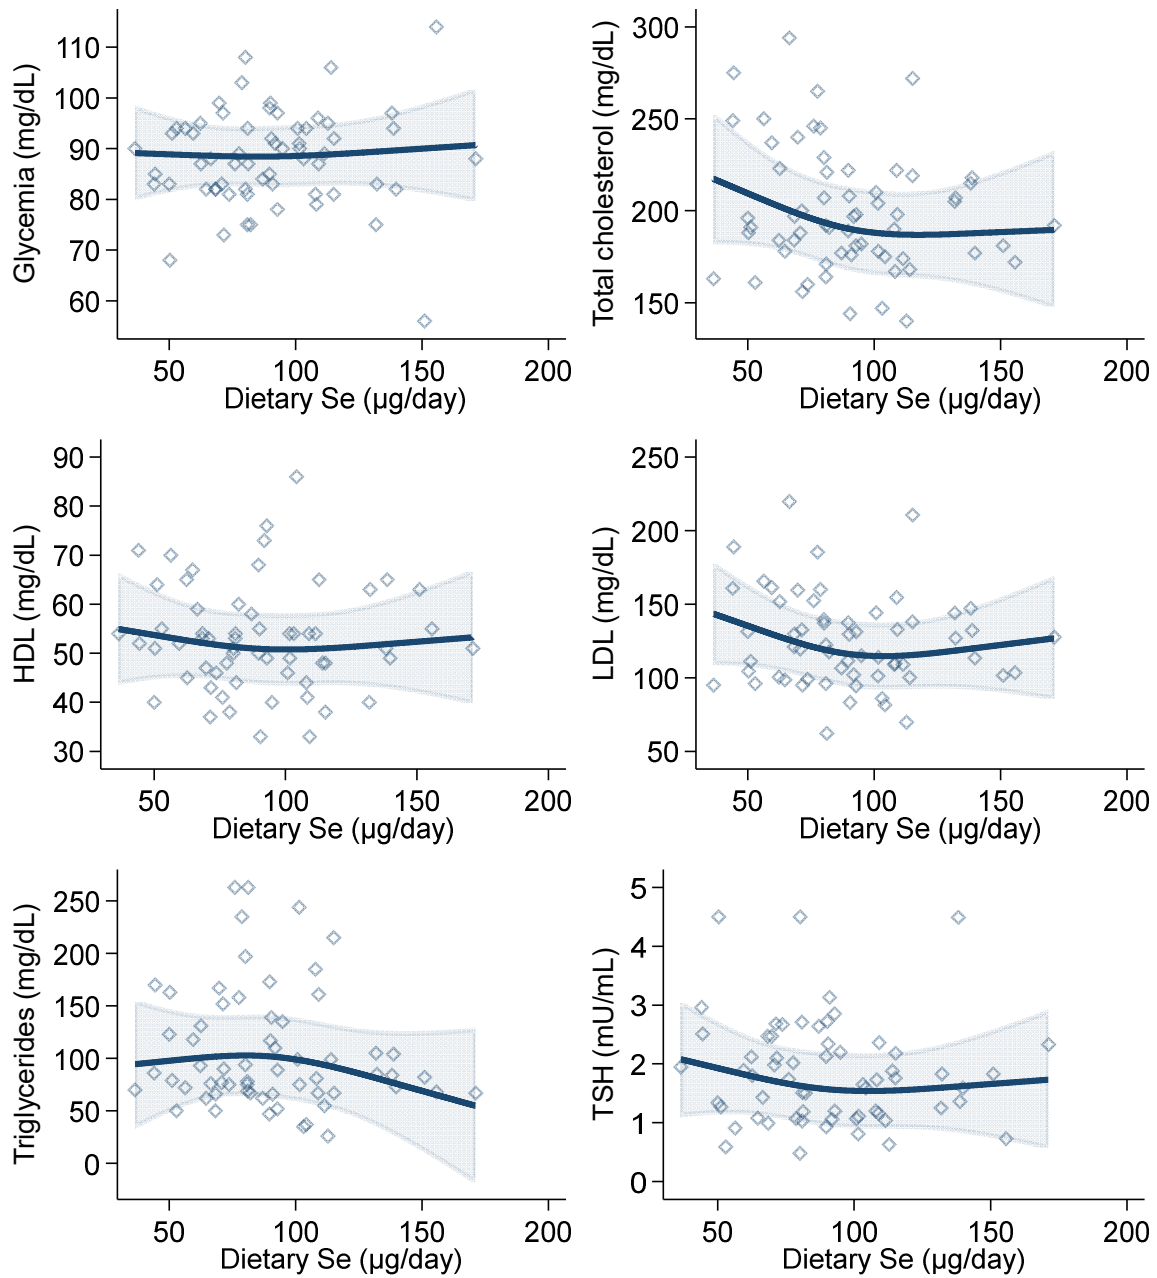 Glycemia (mg/dL)
110
100
90
80
70
60
50 100 150 200
Dietary Se (µg/day)
Total cholesterol (mg/dL)
300
250
200
150
50 100 150 200
Dietary Se (µg/day)
HDL (mg/dL)
90
80
70
60
50
40
30
50 100 150 200
Dietary Se (µg/day)
LDL (mg/dL)
250
200
150
100
50
50 100 150 200
Dietary Se (µg/day)
Triglycerides (mg/dL)
250
200
150
100
50
0
50 100 150 200
Dietary Se (µg/day)
TSH (mU/mL)
5
4
3
2
1
0
50 100 150 200
Dietary Se (µg/day)